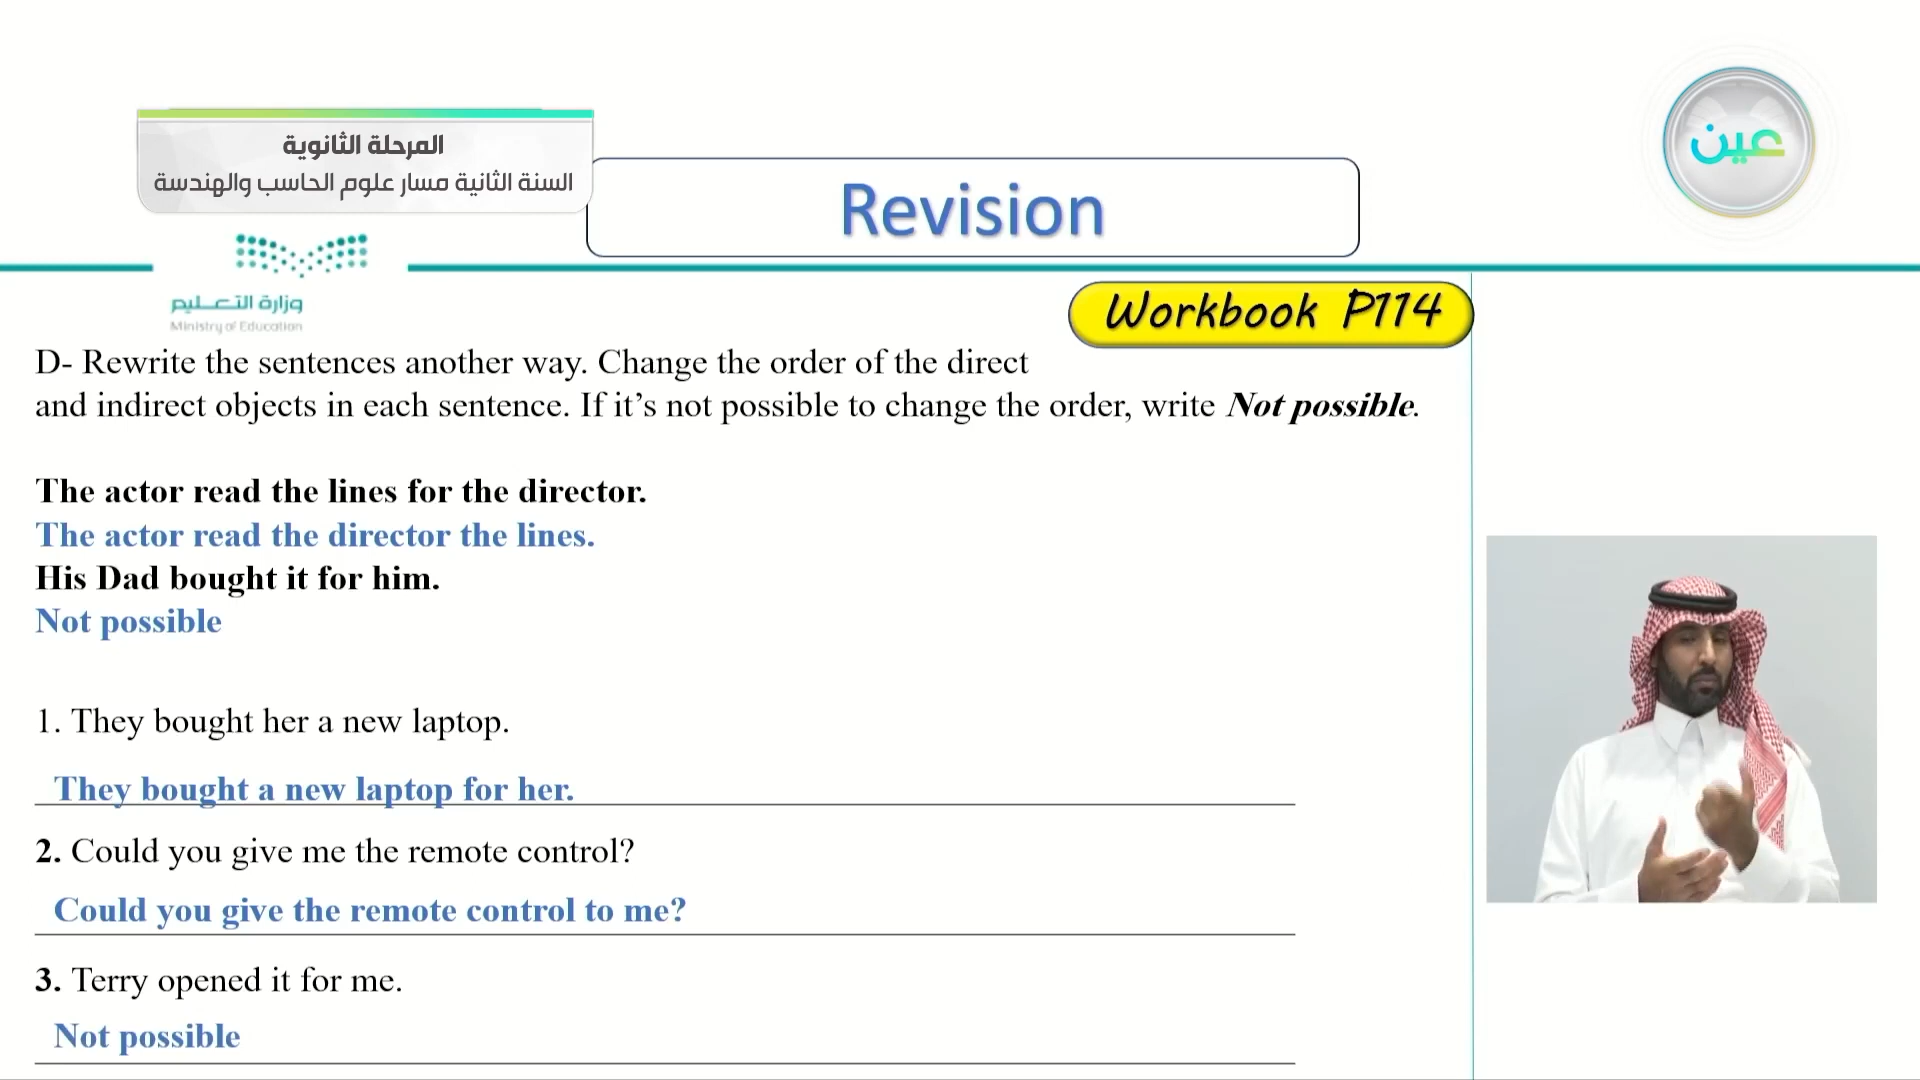 المرحلة الثانوية
السنة الثانية مسار علوم الحاسب والهندسة
عين
Revision
وزارة التعليم
Ministry of Education
Workbook P114
D- Rewrite the sentences another way. Change the order of the direct
and indirect objects in each sentence. If it’s not possible to change the order, write Not possible.
The actor read the lines for the director.
The actor read the director the lines.
His Dad bought it for him.
Not possible
1. They bought her a new laptop.
They bought a new laptop for her.
2. Could you give me the remote control?
Could you give the remote control to me?
3. Terry opened it for me.
Not possible